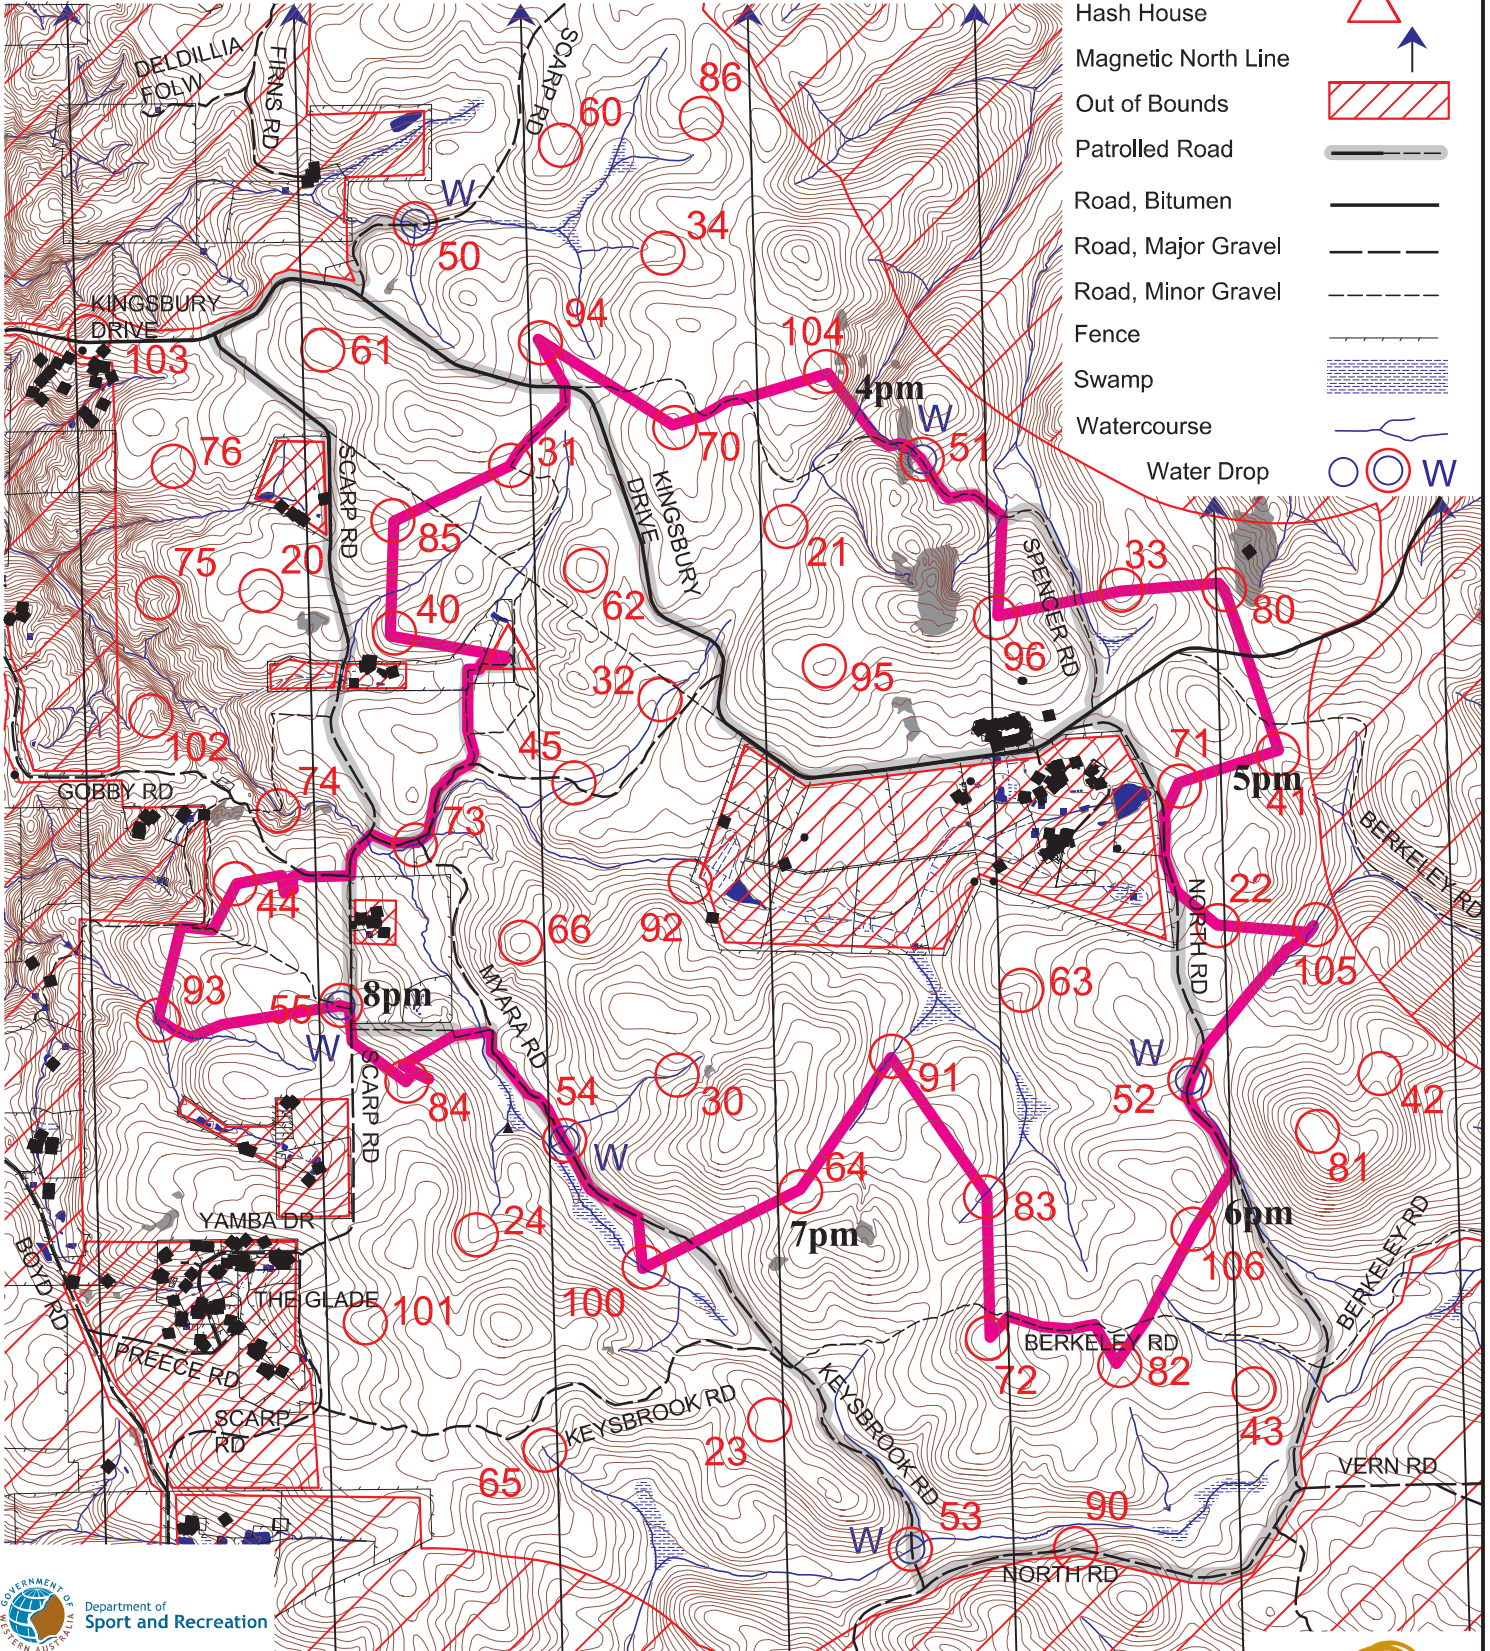 Hash House
Magnetic North Line
Out of Bounds
Patrolled Road
Road, Bitumen
Road, Major Gravel
Road, Minor Gravel
Fence
Swamp
Watercourse
Water Drop
W
DELDILLIA
FOLW
FIRNS RD
SCARP RD
60
86
W
50
34
KINGSBURY
DRIVE
103
61
94
104
4pm
W
51
76
SCARP RD
31
70
KINGSBURY
DRIVE
85
21
SPENCER RD
33
75
20
40
62
80
96
32
95
102
45
71
5pm
41
GOBBY RD
74
73
BERKELEY RD
44
66
92
22
NORTH RD
105
93
55
8pm
W
MYARA RD
63
SCARP RD
84
54
W
30
91
W
52
42
81
64
83
7pm
6pm
106
YAMBA DR
24
BOYD RD
THE GLADE
101
100
BERKELEY RD
BERKELEY RD
PREECE RD
72
82
SCARP
RD
KEYSBROOK RD
KEYSBROOK RD
23
43
65
VERN RD
W
53
90
NORTH RD
GOVERNMENT OF
WESTERN AUSTRALIA
Department of
Sport and Recreation